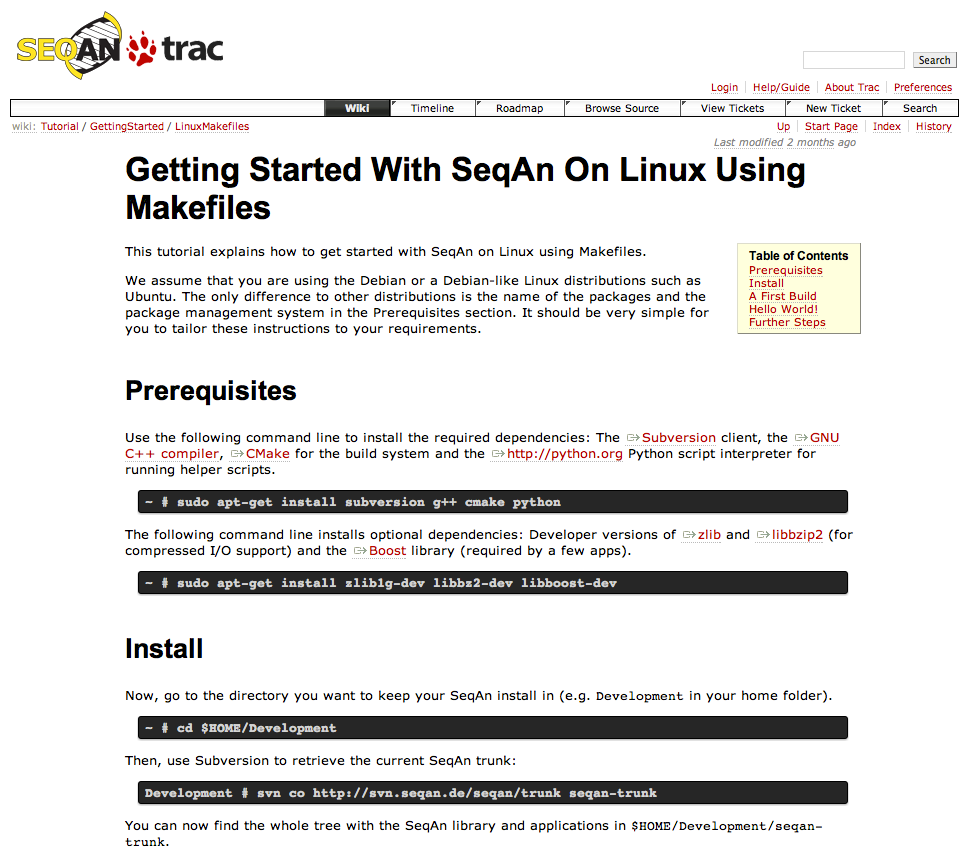 SEQAN trac
Search
Login Help/Guide About Trac Preferences
Wiki Timeline Roadmap Browse Source View Tickets New Ticket Search
wiki: Tutorial / GettingStarted / LinuxMakefiles
Up Start Page Index History
Last modified 2 months ago
Getting Started With SeqAn On Linux Using
Makefiles
This tutorial explains how to get started with SeqAn on Linux using Makefiles.
We assume that you are using the Debian or a Debian-like Linux distributions such as
Ubuntu. The only difference to other distributions is the name of the packages and the
package management system in the Prerequisites section. It should be very simple for
you to tailor these instructions to your requirements.
Table of Contents
Prerequisites
Install
A First Build
Hello World!
Further Steps
Prerequisites
Use the following command line to install the required dependencies: The Subversion client, the GNU
C++ compiler, CMake for the build system and the http://python.org Python script interpreter for
running helper scripts.
~ # sudo apt-get install subversion g++ cmake python
The following command line installs optional dependencies: Developer versions of zlib and libbzip2 (for
compressed I/O support) and the Boost library (required by a few apps).
~ # sudo apt-get install zlib1g-dev libbz2-dev libboost-dev
Install
Now, go to the directory you want to keep your SeqAn install in (e.g. Development in your home folder).
~ # cd $HOME/Development
Then, use Subversion to retrieve the current SeqAn trunk:
Development # svn co http://svn.seqan.de/seqan/trunk seqan-trunk
You can now find the whole tree with the SeqAn library and applications in $HOME/Development/seqan-
trunk.